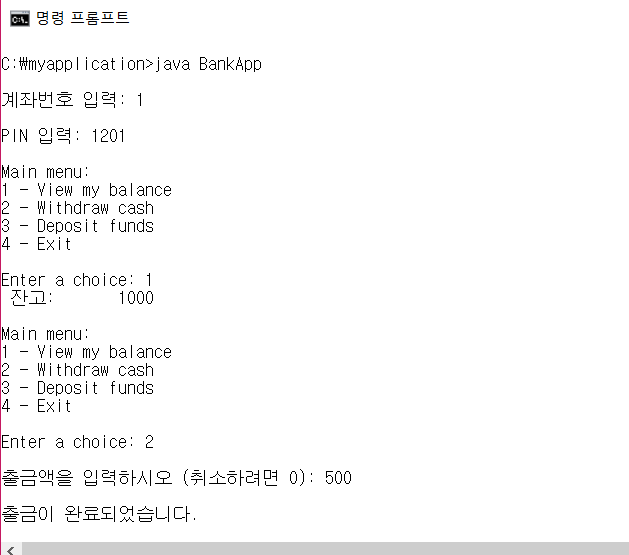 명령 프롬프트
C:\myapplication>java BankApp
계좌번호 입력: 1
PIN 입력: 1201
Main menu:
1 - View my balance
2 - Withdraw cash
3 - Deposit funds
4 - Exit
Enter a choice: 1
잔고: 1000
Main menu:
1 - View my balance
2 - Withdraw cash
3 - Deposit funds
4 - Exit
Enter a choice: 2
출금액을 입력하시오 (취소하려면 0): 500
출금이 완료되었습니다.